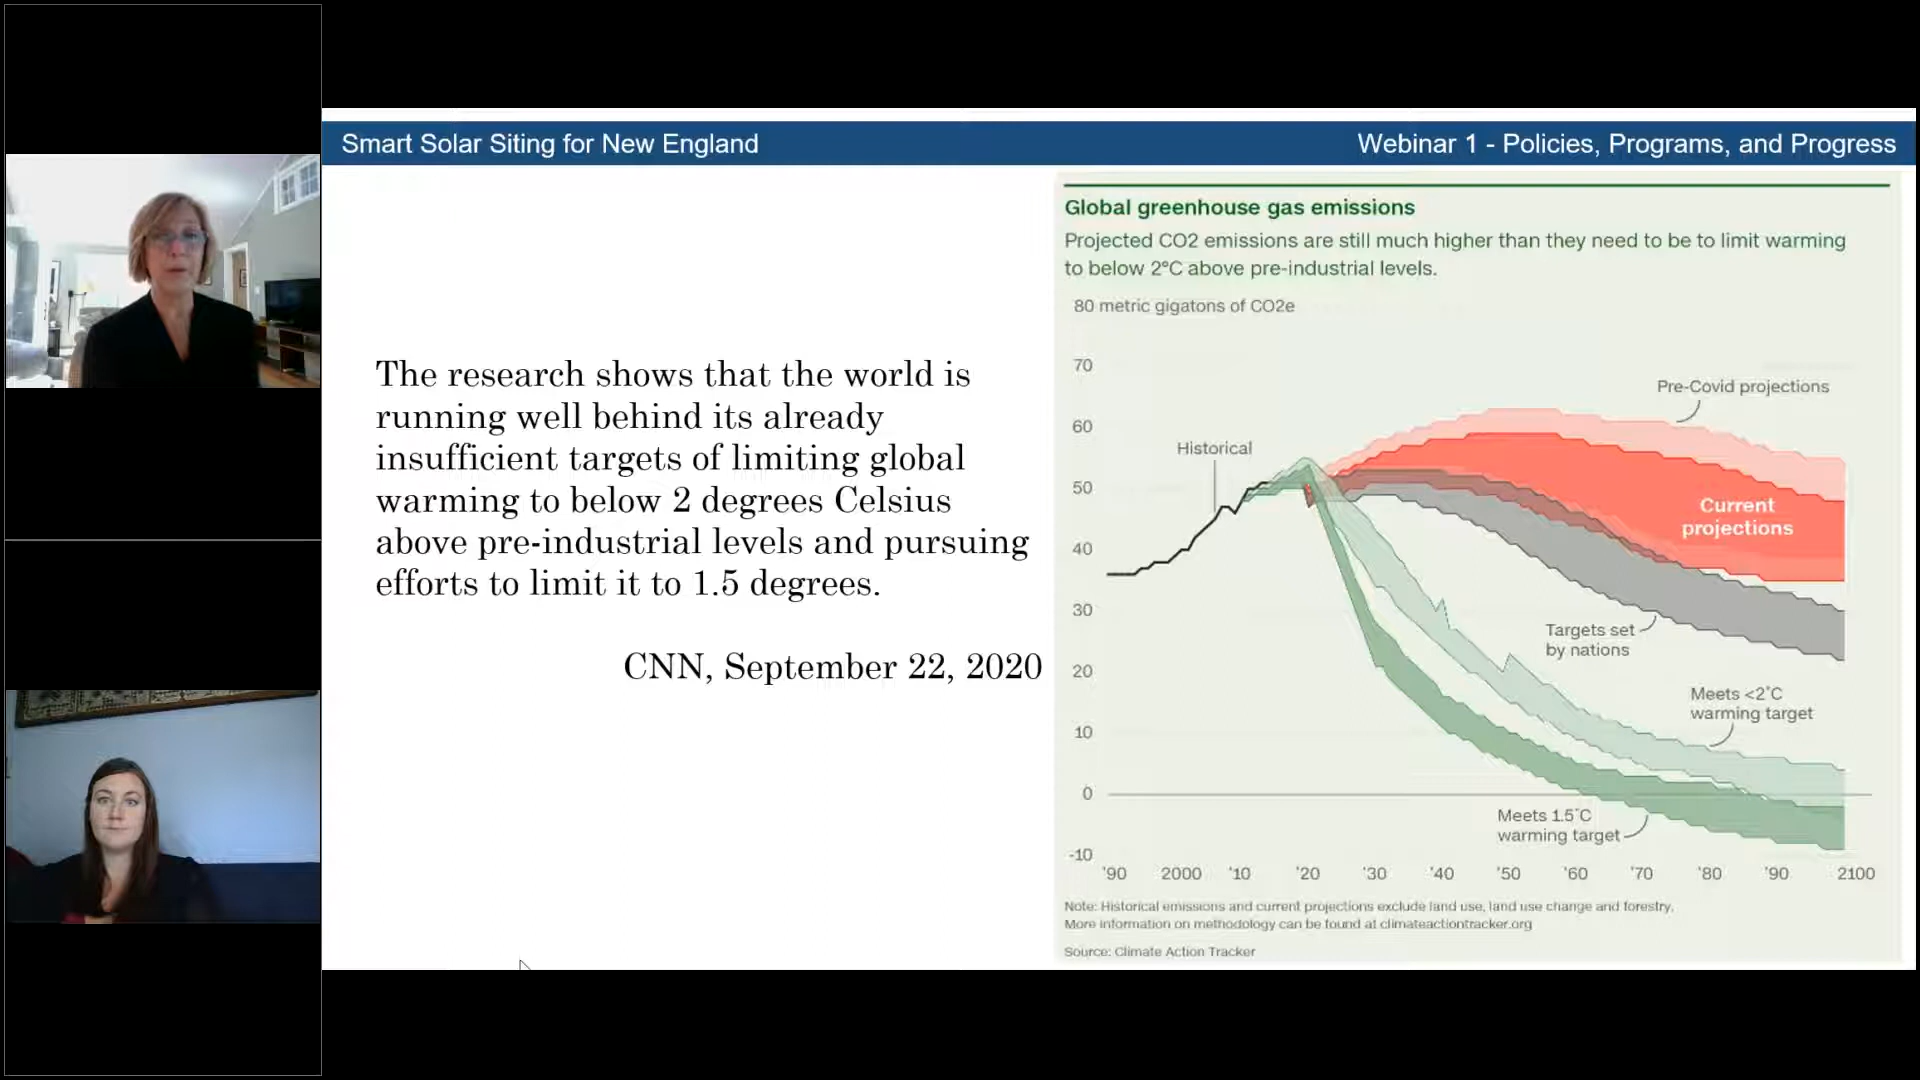 Smart Solar Siting for New England
Webinar 1 - Policies, Programs, and Progress
The research shows that the world is
running well behind its already
insufficient targets of limiting global
warming to below 2 degrees Celsius
above pre-industrial levels and pursuing
efforts to limit it to 1.5 degrees.
CNN, September 22, 2020
Global greenhouse gas emissions
Projected CO2 emissions are still much higher than they need to be to limit warming
to below 2°C above pre-industrial levels.
80 metric gigatons of CO2e
70
60
50
40
30
20
10
0
-10
Pre-Covid projections
Historical
Current
projections
Targets set
by nations
Meets <2°C
warming target
Meets 1.5°C
warming target
'90 2000 '10 '20 '30 '40 '50 '60 '70 '80 '90 2100
Note: Historical emissions and current projections exclude land use, land use change and forestry.
More information on methodology can be found at climateactiontracker.org
Source: Climate Action Tracker